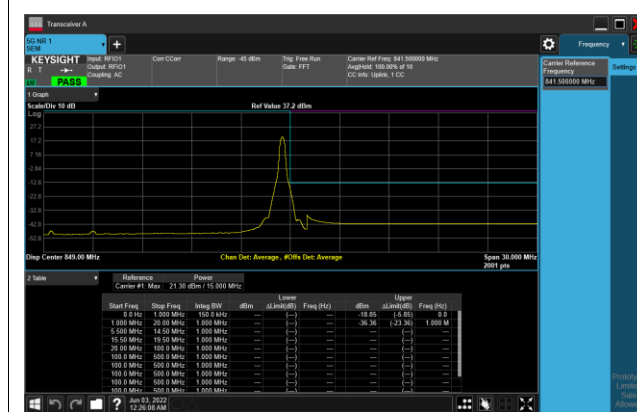 Transceiver A
5G NR 1
SEM
Frequency
KEYSIGHT
R T
PASS
Input: RFIO1
Output: RFIO1
Coupling: AC
Corr CCorr
Range: -45 dBm
Trig: Free Run
Gate: FFT
Carrier Ref Freq: 841.500000 MHz
Avg|Hold: 100.00% of 10
CC Info: Uplink, 1 CC
Carrier Reference
Frequency
841.500000 MHz
Settings
1 Graph
Scale/Div 10 dB
Ref Value 37.2 dBm
Log
27.2
17.2
7.16
-2.84
-12.8
-22.8
-32.8
-42.8
-52.8
Disp Center 849.00 MHz
Chan Det: Average , #Offs Det: Average
Span 30.000 MHz
2001 pts
2 Table
Reference Power
Carrier #1 Max 21.30 dBm / 15.000 MHz
Lower Upper
Start Freq Stop Freq Integ BW dBm ΔLimit(dB) Freq (Hz) dBm ΔLimit(dB) Freq (Hz)
0.0 Hz 1.000 MHz 150.0 kHz --- (---) --- -18.85 (-5.85) 0.0
1.000 MHz 20.00 MHz 1.000 MHz --- (---) --- -36.36 (-23.36) 1.000 M
5.500 MHz 14.50 MHz 1.000 MHz --- (---) --- --- (---) ---
15.50 MHz 19.50 MHz 1.000 MHz --- (---) --- --- (---) ---
20.00 MHz 100.0 MHz 1.000 MHz --- (---) --- --- (---) ---
100.0 MHz 500.0 MHz 1.000 MHz --- (---) --- --- (---) ---
100.0 MHz 500.0 MHz 1.000 MHz --- (---) --- --- (---) ---
100.0 MHz 500.0 MHz 1.000 MHz --- (---) --- --- (---) ---
100.0 MHz 500.0 MHz 1.000 MHz --- (---) --- --- (---) ---
100.0 MHz 500.0 MHz 1.000 MHz --- (---) --- --- (---) ---
?
Jun 03, 2022
12:26:08 AM